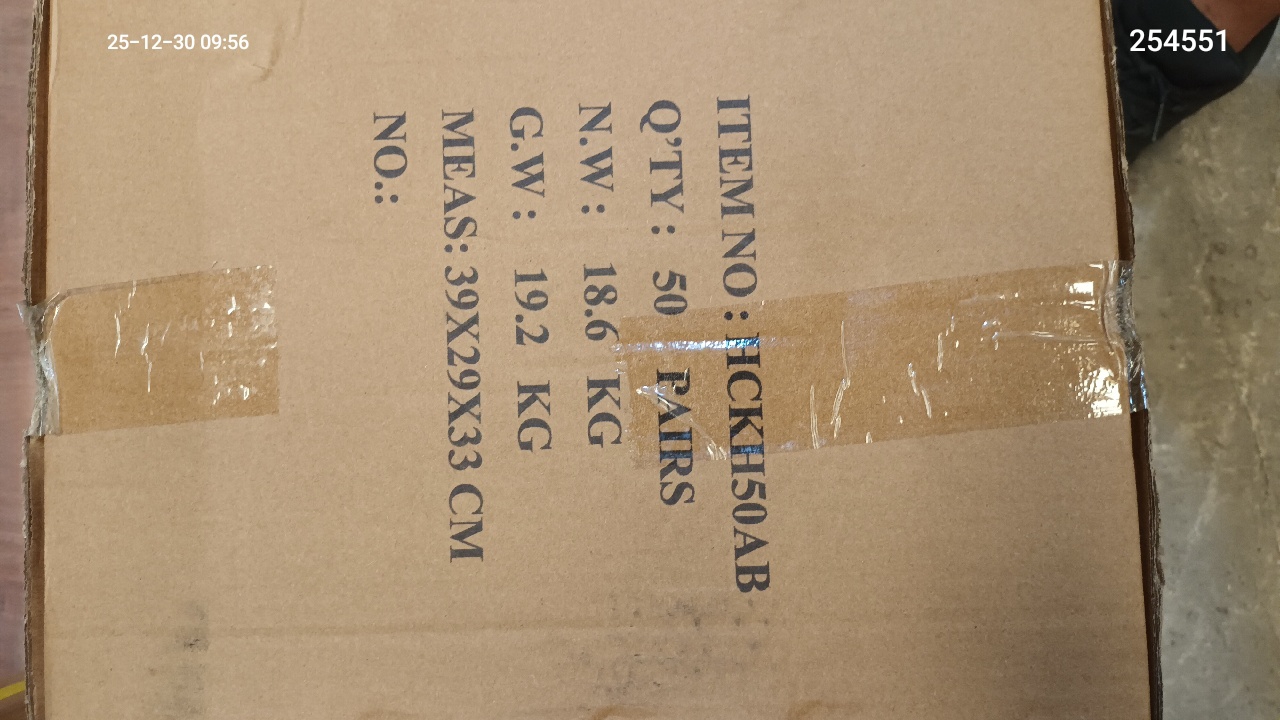 25-12-30 09:56
254551
ITEM NO : HCKH50AB
Q'TY : 50 PAIRS
N.W : 18.6 KG
G.W : 19.2 KG
MEAS: 39X29X33 CM
NO.: